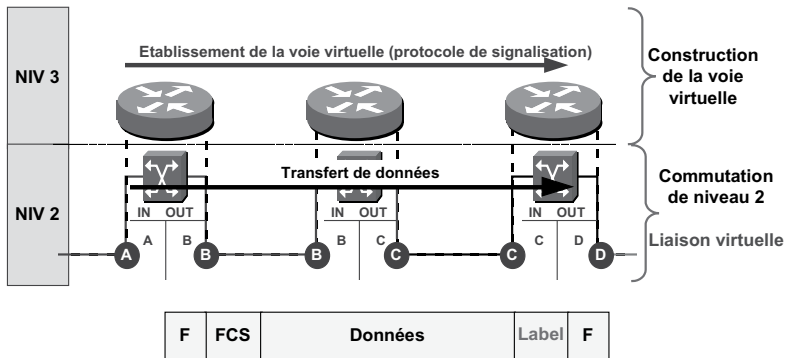 NIV 3
Etablissement de la voie virtuelle (protocole de signalisation)
Construction
de la voie
virtuelle
NIV 2
Transfert de données
Commutation
de niveau 2
IN OUT
A B
IN OUT
B C
IN OUT
C D
Liaison virtuelle
A B B C C D
F FCS Données Label F